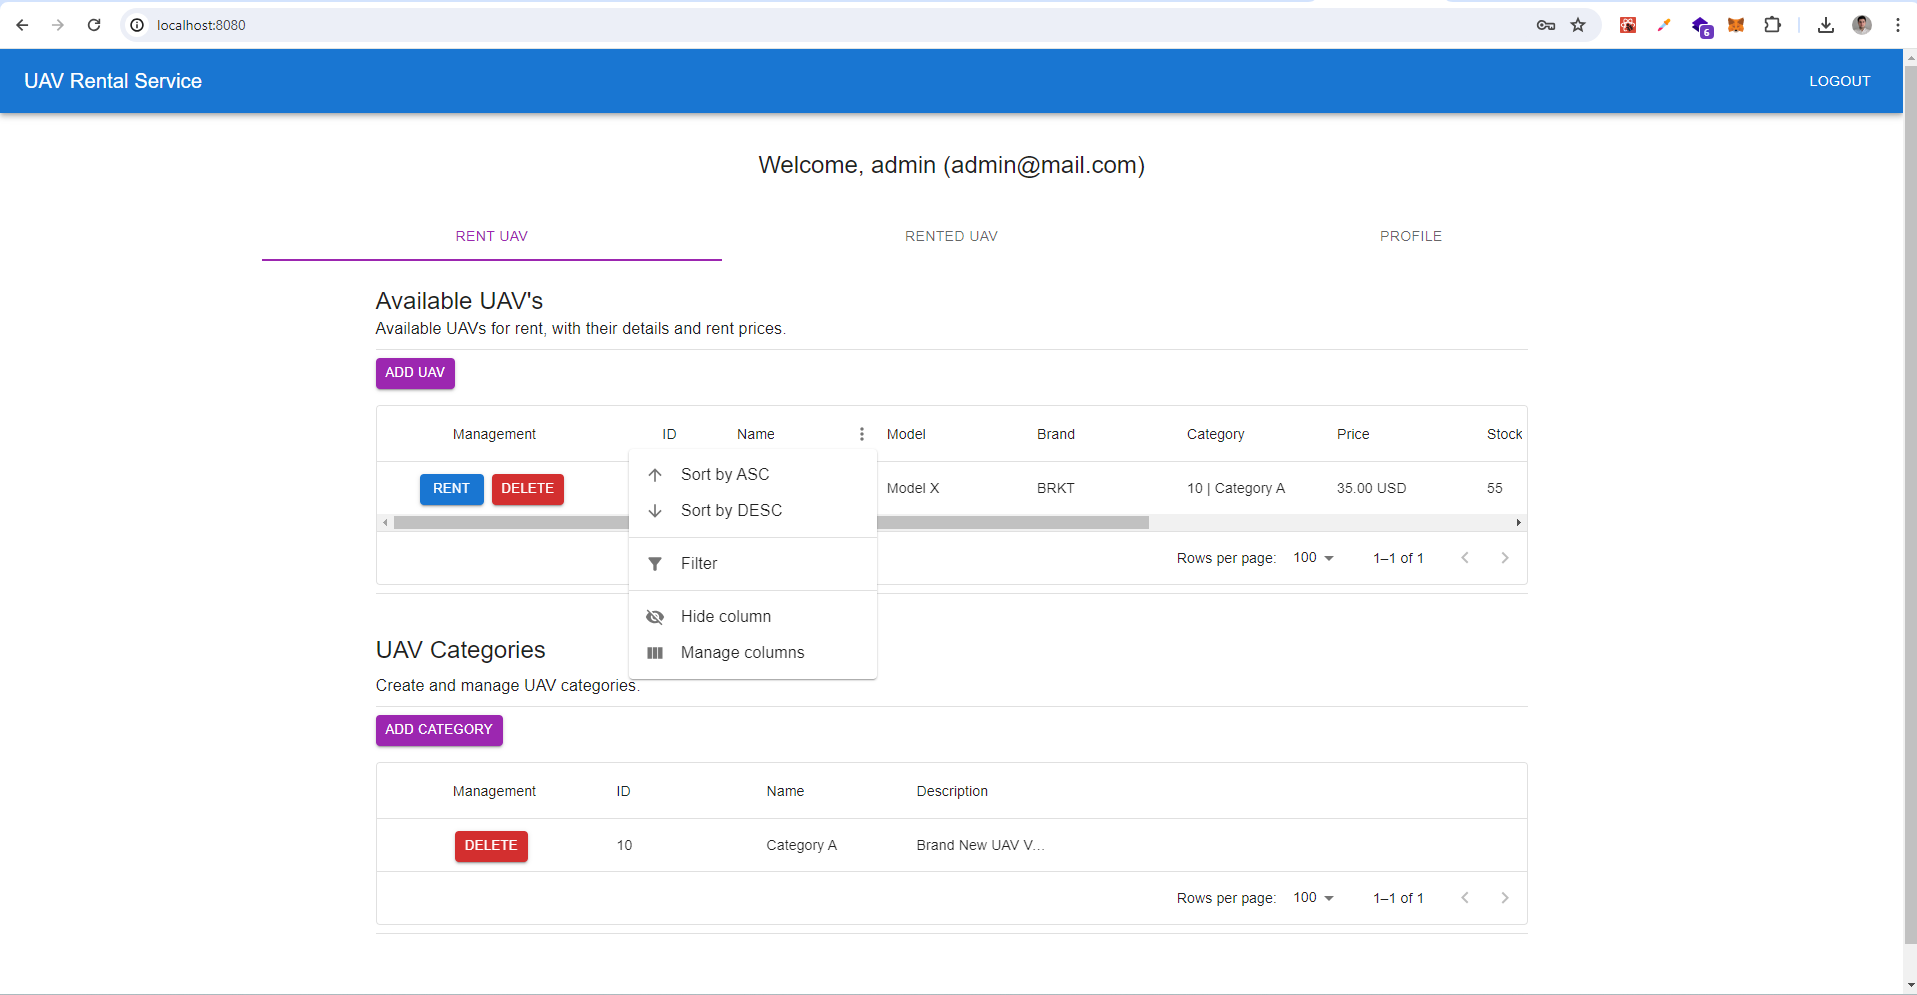 localhost:8080
6
UAV Rental Service
LOGOUT
Welcome, admin (admin@mail.com)
RENT UAV RENTED UAV PROFILE
Available UAV's
Available UAVs for rent, with their details and rent prices.
ADD UAV
Management ID Name Model Brand Category Price Stock
Sort by ASC
RENT DELETE Model X BRKT 10 | Category A 35.00 USD 55
Sort by DESC
Filter
Rows per page: 100 1–1 of 1
Hide column
Manage columns
UAV Categories
Create and manage UAV categories.
ADD CATEGORY
Management ID Name Description
DELETE 10 Category A Brand New UAV V...
Rows per page: 100 1–1 of 1